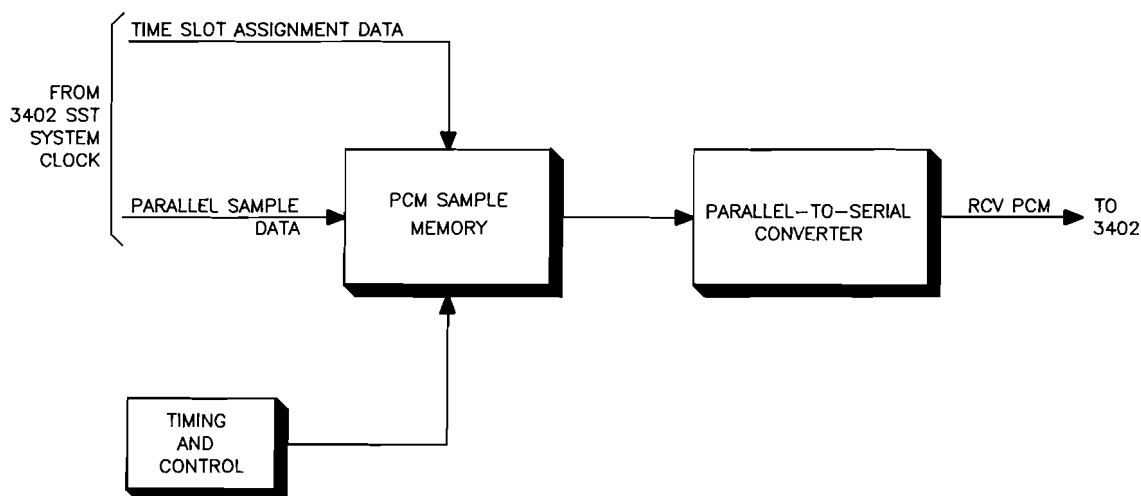 TIME SLOT ASSIGNMENT DATA
FROM
3402 SST
SYSTEM
CLOCK
PARALLEL SAMPLE
DATA
PCM SAMPLE
MEMORY
PARALLEL-TO-SERIAL
CONVERTER
RCV PCM
TO
3402
TIMING
AND
CONTROL